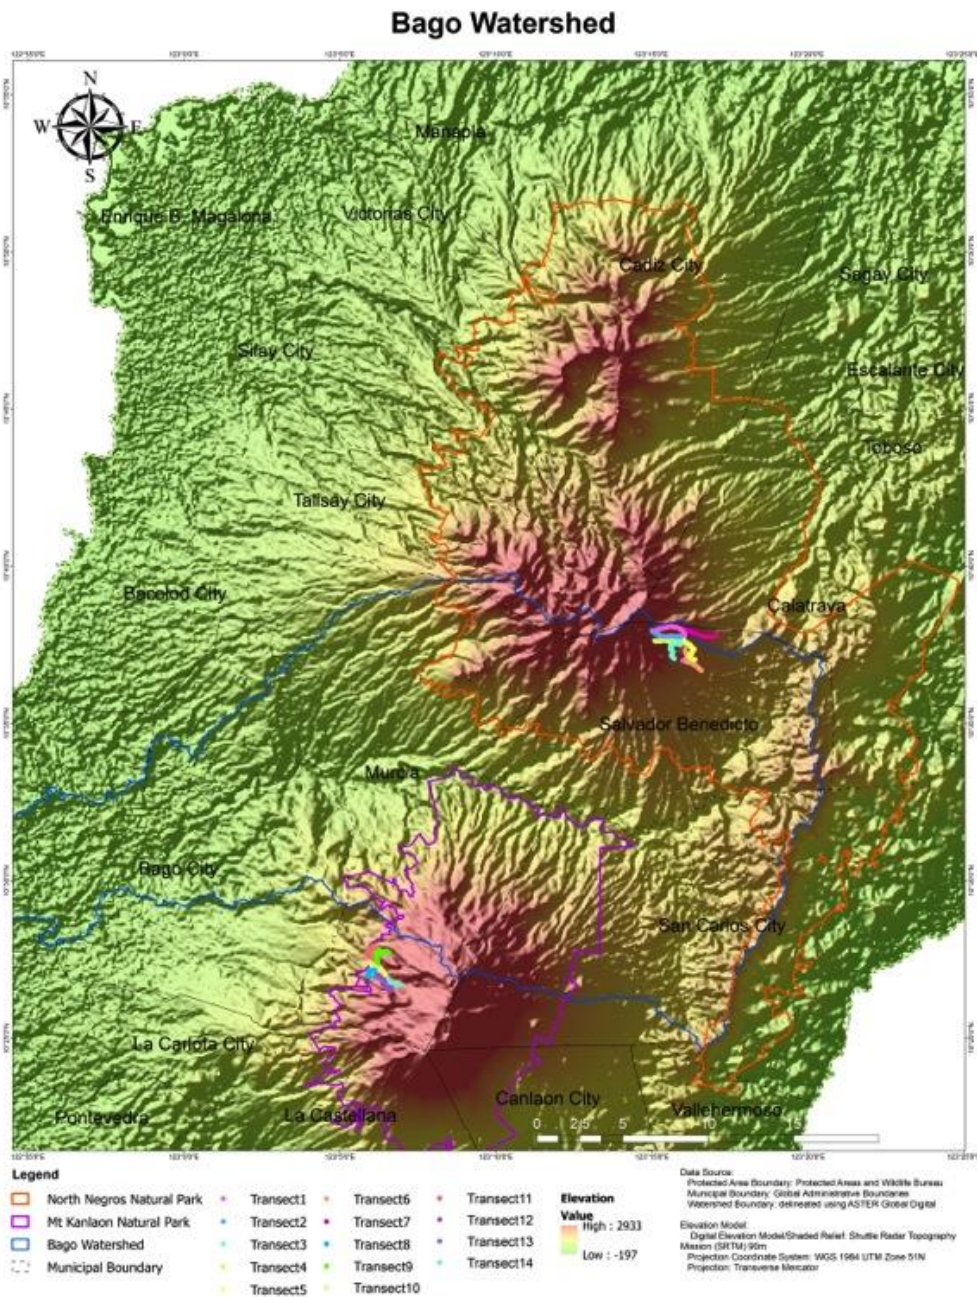 Bago Watershed
N
W E
S
Manapla
Enrique B. Magalona
Victorias City
Cadiz City
Sagay City
Silay City
Escalante City
Toboso
Talisay City
Bacolod City
Calatrava
Salvador Benedicto
Murcia
Bago City
San Carlos City
La Carlota City
Canlaon City
Pontevedra
La Castellana
Vallehermoso
0 2.5 5 10 15
Legend
North Negros Natural Park
Mt Kanlaon Natural Park
Bago Watershed
Municipal Boundary
Transect1
Transect2
Transect3
Transect4
Transect5
Transect6
Transect7
Transect8
Transect9
Transect10
Transect11
Transect12
Transect13
Transect14
Elevation
Value
High : 2933
Low : -197
Data Source:
Protected Area Boundary: Protected Areas and Wildlife Bureau
Municipal Boundary: Global Administrative Boundaries
Watershed Boundary: delineated using ASTER Global Digital
Elevation Model
Digital Elevation Model/Shaded Relief: Shuttle Radar Topography
Mission (SRTM) 90m
Projection Coordinate System: WGS 1984 UTM Zone 51N
Projection: Transverse Mercator